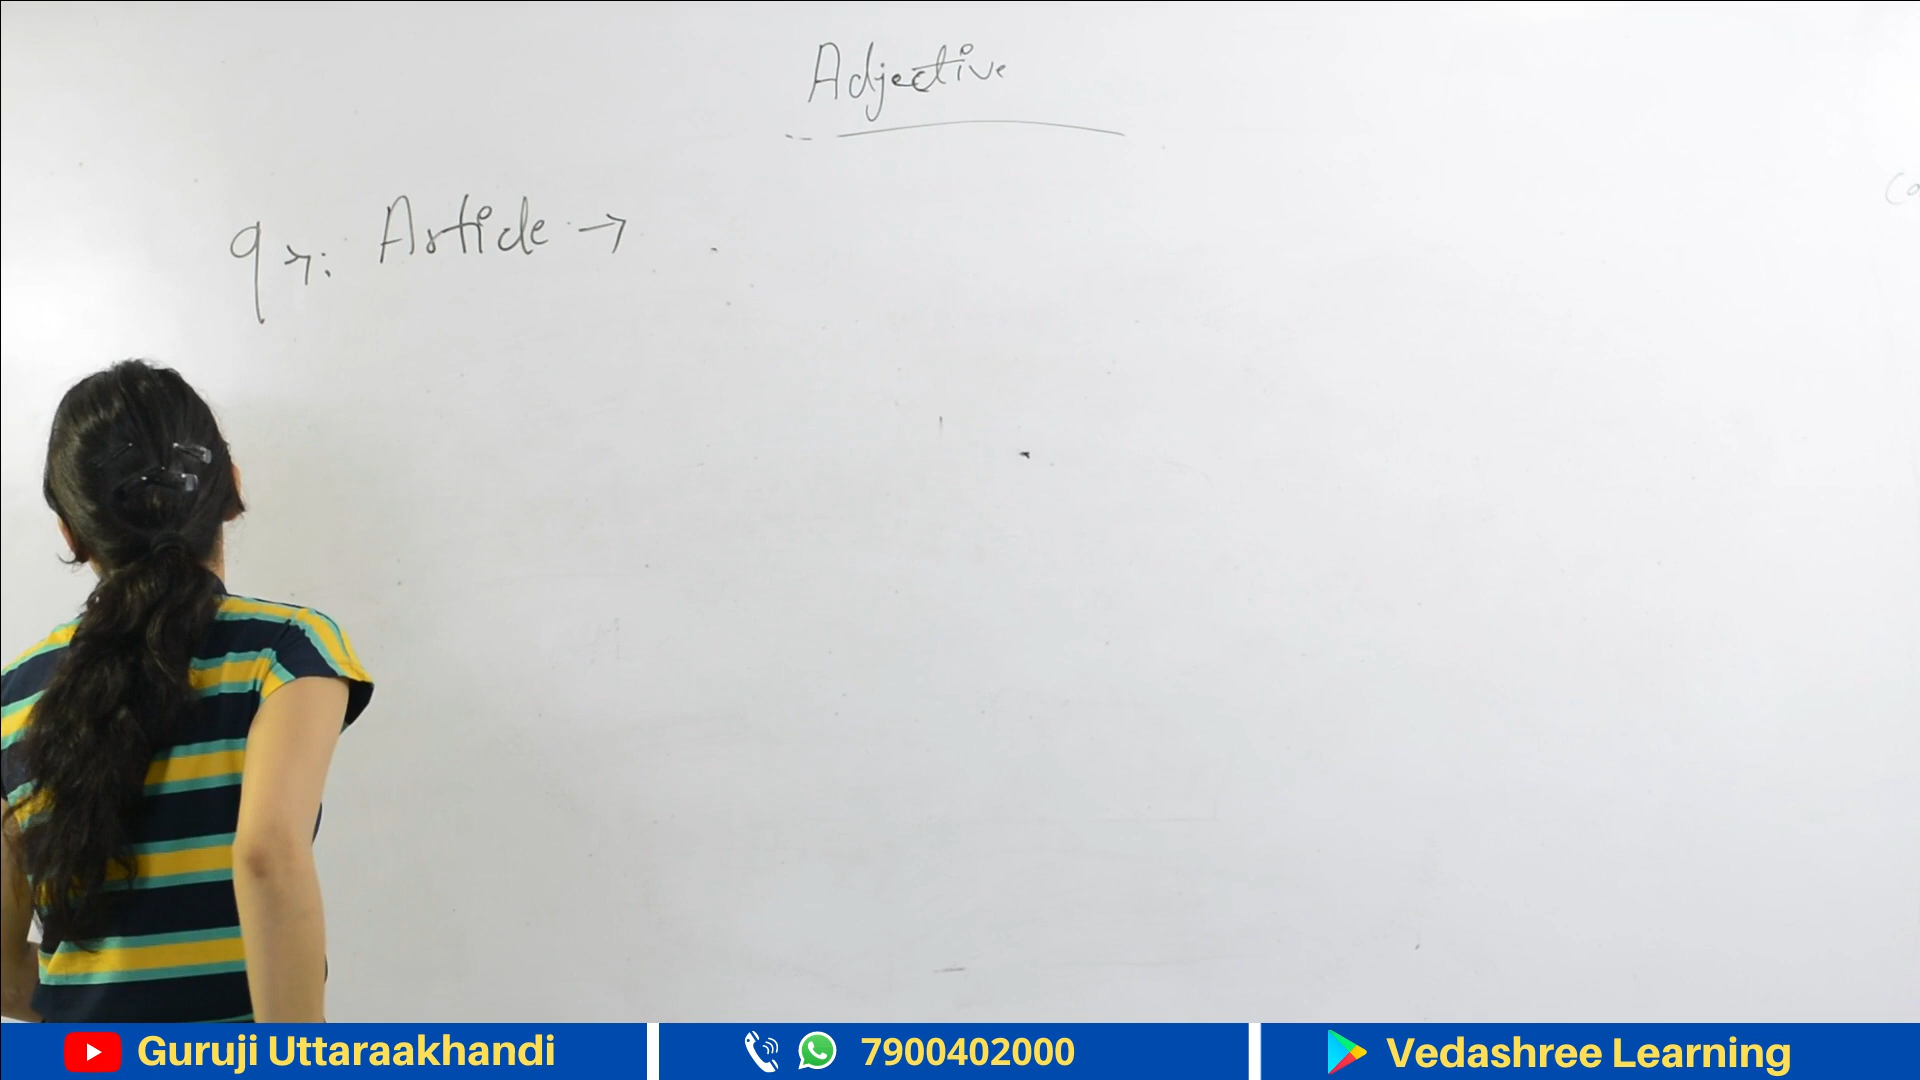 Adjective
9 →: Article →
Guruji Uttaraakhandi
7900402000
Vedashree Learning